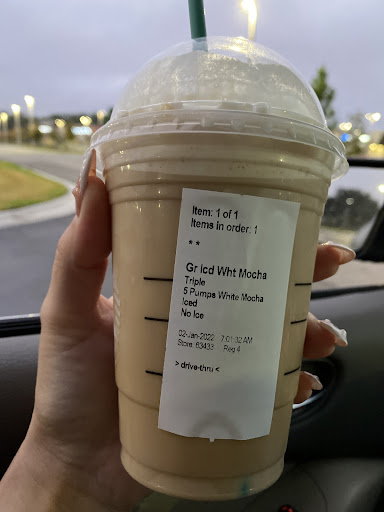 Item: 1 of 1
Items in order: 1
* *
Gr Icd Wht Mocha
Triple
5 Pumps White Mocha
Iced
No Ice
02-Jan-2022 7:01:32 AM
Store: 63433 Reg 4
> drive-thru <